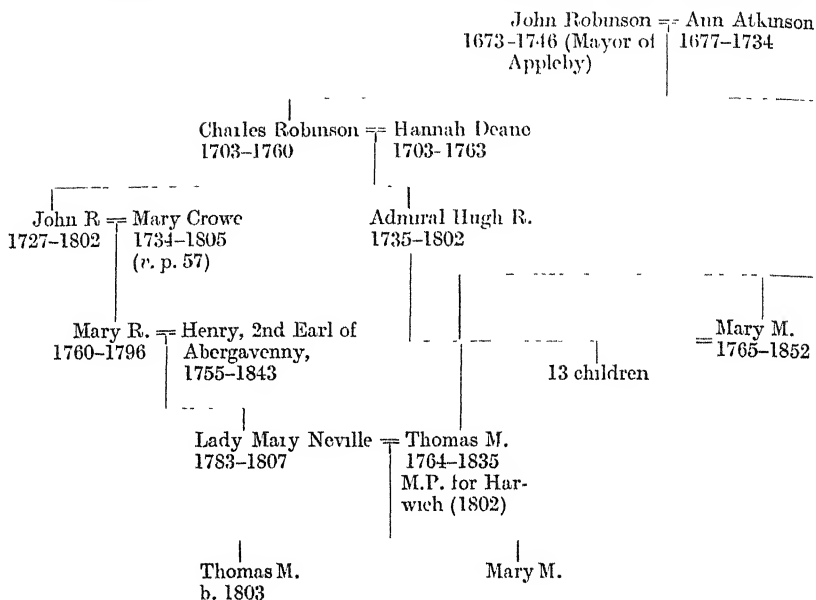 John Robinson = Ann Atkinson
1673–1746 (Mayor of 1677–1734
Appleby)
Charles Robinson = Hannah Deane
1703–1760 1703–1763
John R = Mary Crowe Admiral Hugh R.
1727–1802 1734–1805 1735–1802
(v. p. 57)
Mary R. = Henry, 2nd Earl of = Mary M.
1760–1796 Abergavenny, 13 children 1765–1852
1755–1843
Lady Mary Neville = Thomas M.
1783–1807 1764–1835
M.P. for Har-
wich (1802)
Thomas M. Mary M.
b. 1803